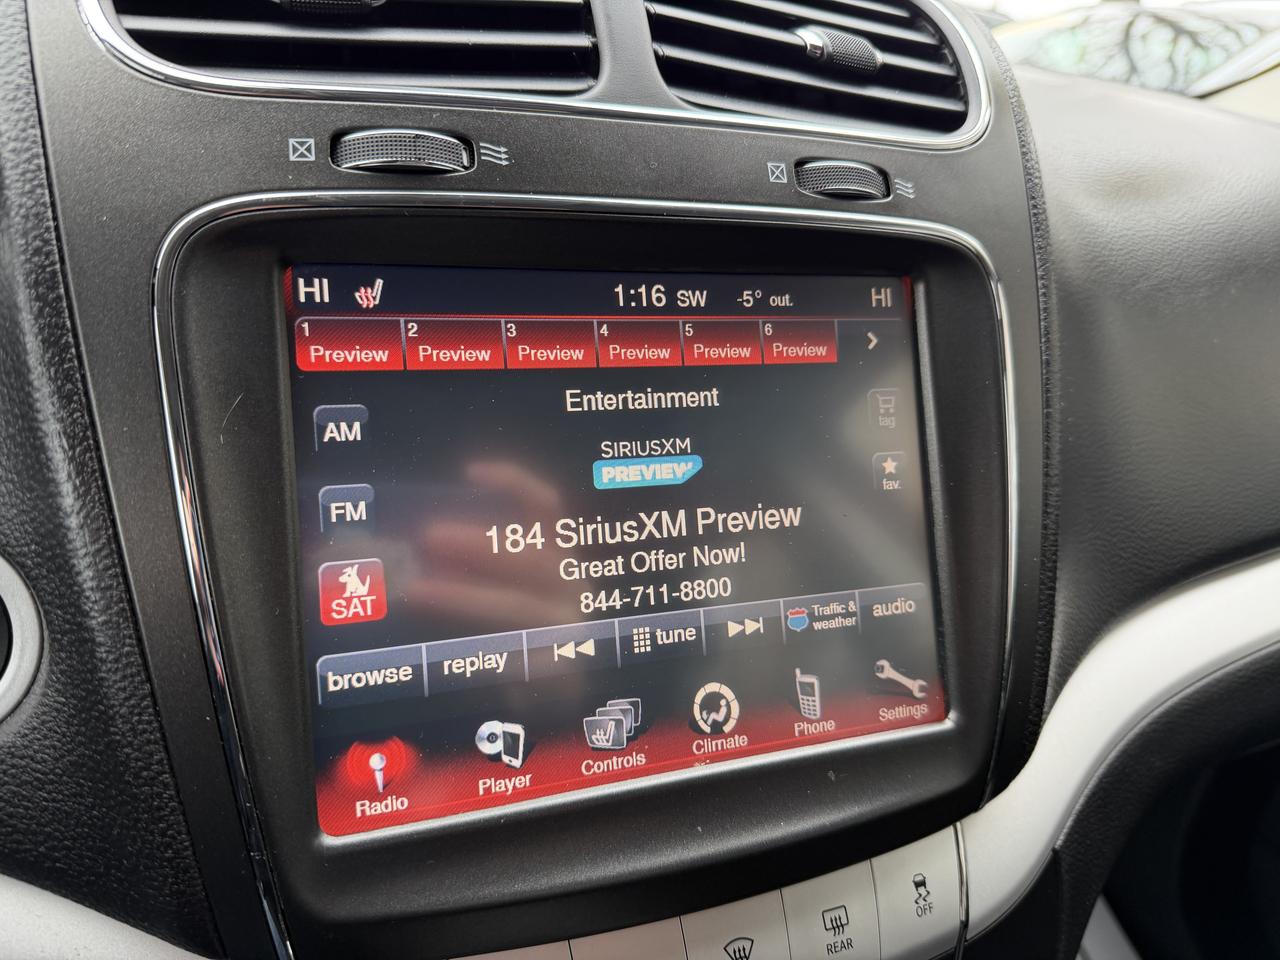 HI 1:16 SW -5° out. HI
1 2 3 4 5 6
Preview Preview Preview Preview Preview Preview
Entertainment
AM
tag
SIRIUSXM
PREVIEW
fav.
FM
184 SiriusXM Preview
Great Offer Now!
844-711-8800
SAT
browse replay tune Traffic & weather audio
Radio Player Controls Climate Phone Settings
REAR
OFF